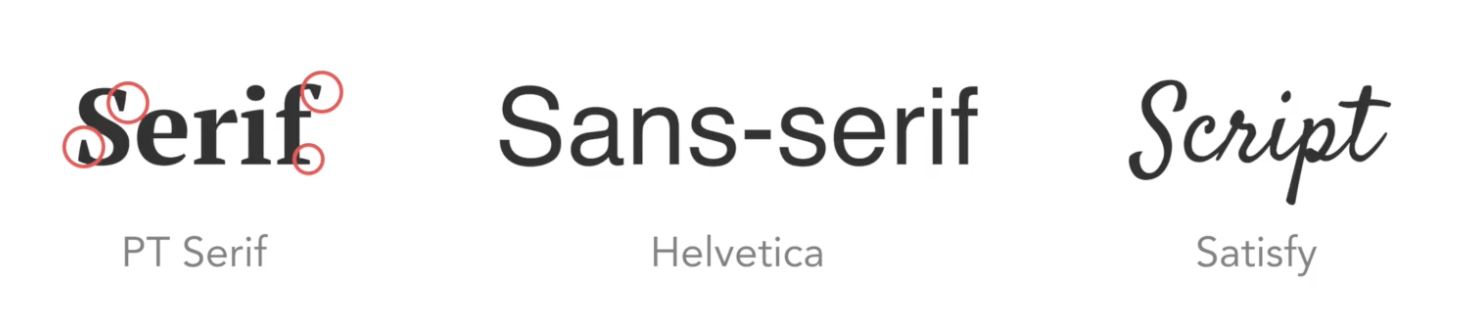 Serif Sans-serif Script
PT Serif Helvetica Satisfy